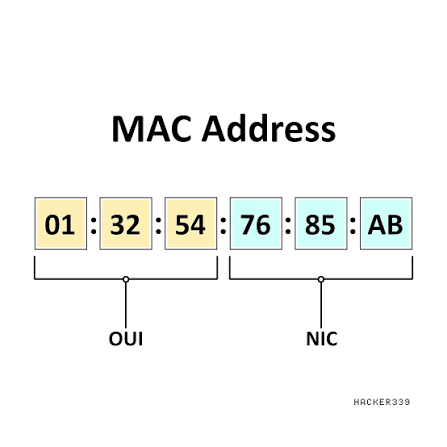 MAC Address
01:32:54:76:85:AB
OUI NIC
HACKER339